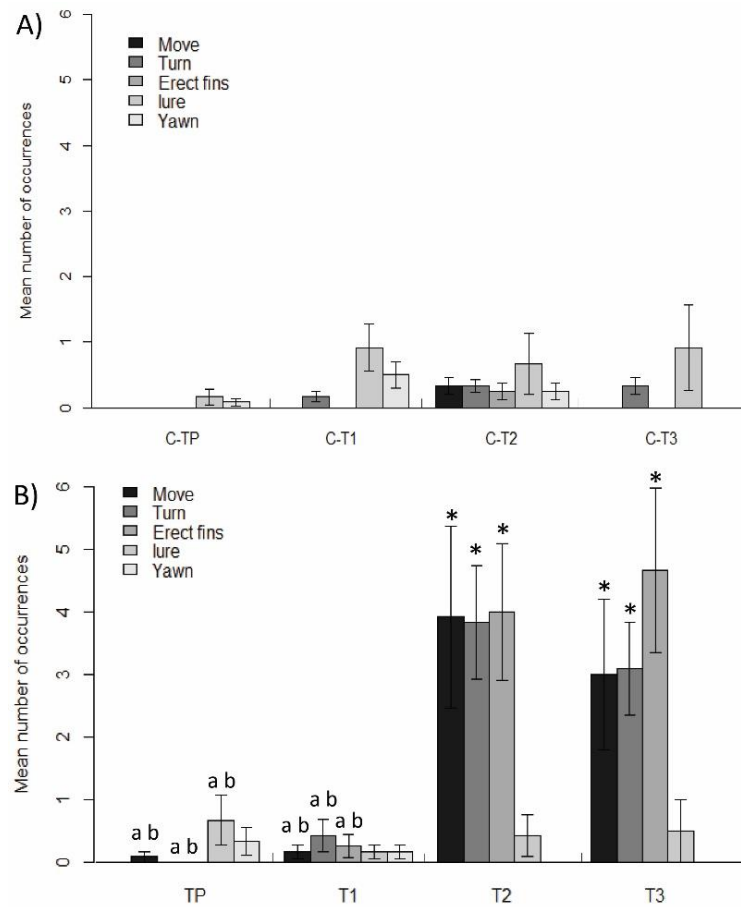 A)
6
5
4
3
2
1
0
Mean number of occurrences
Move
Turn
Erect fins
lure
Yawn
C-TP C-T1 C-T2 C-T3
B)
6
5
4
3
2
1
0
Mean number of occurrences
Move
Turn
Erect fins
lure
Yawn
*
* * *
* *
a b a b
a b a b a b a b
TP T1 T2 T3